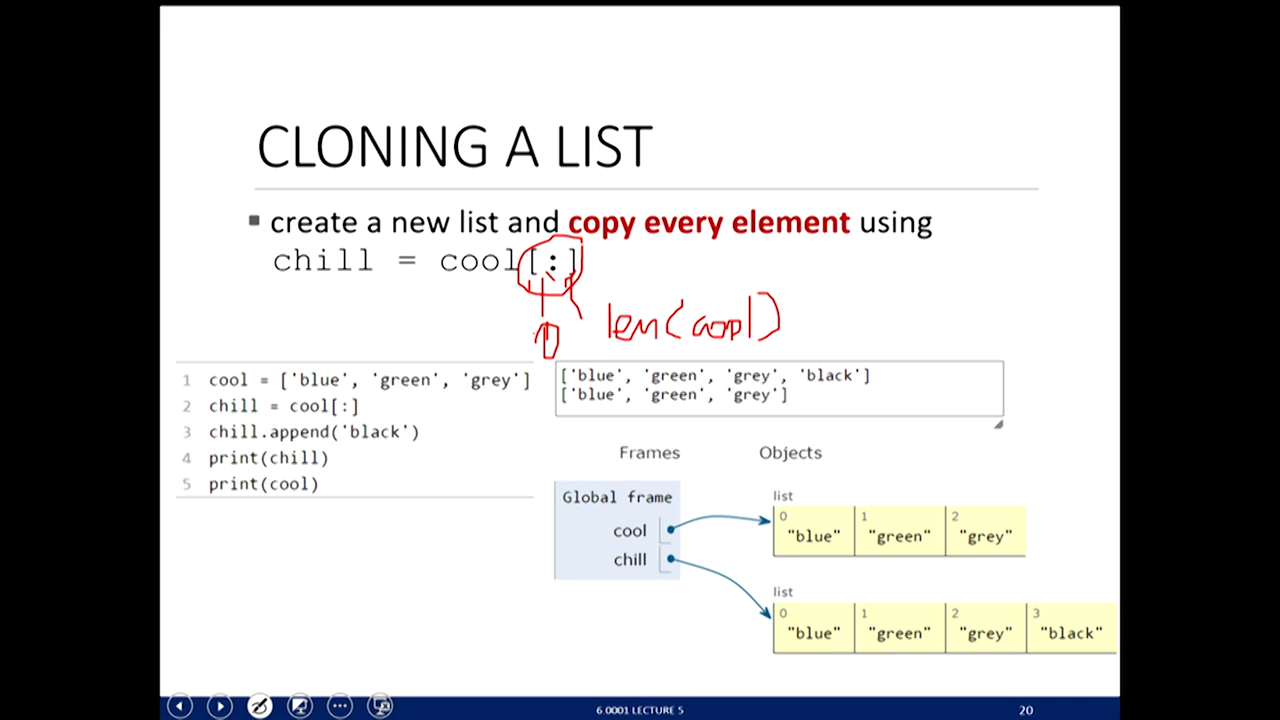 CLONING A LIST
▪ create a new list and copy every element using
chill = cool[:]
0 len(cool)
1 cool = ['blue', 'green', 'grey']
2 chill = cool[:]
3 chill.append('black')
4 print(chill)
5 print(cool)
['blue', 'green', 'grey', 'black']
['blue', 'green', 'grey']
Frames Objects
Global frame
cool
chill
list
0 1 2
"blue" "green" "grey"
list
0 1 2 3
"blue" "green" "grey" "black"
6.0001 LECTURE 5
20